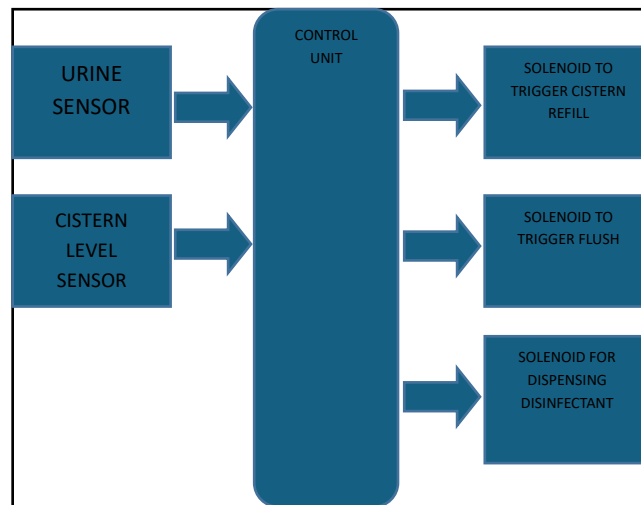 URINE
SENSOR
CISTERN
LEVEL
SENSOR
CONTROL
UNIT
SOLENOID TO
TRIGGER CISTERN
REFILL
SOLENOID TO
TRIGGER FLUSH
SOLENOID FOR
DISPENSING
DISINFECTANT